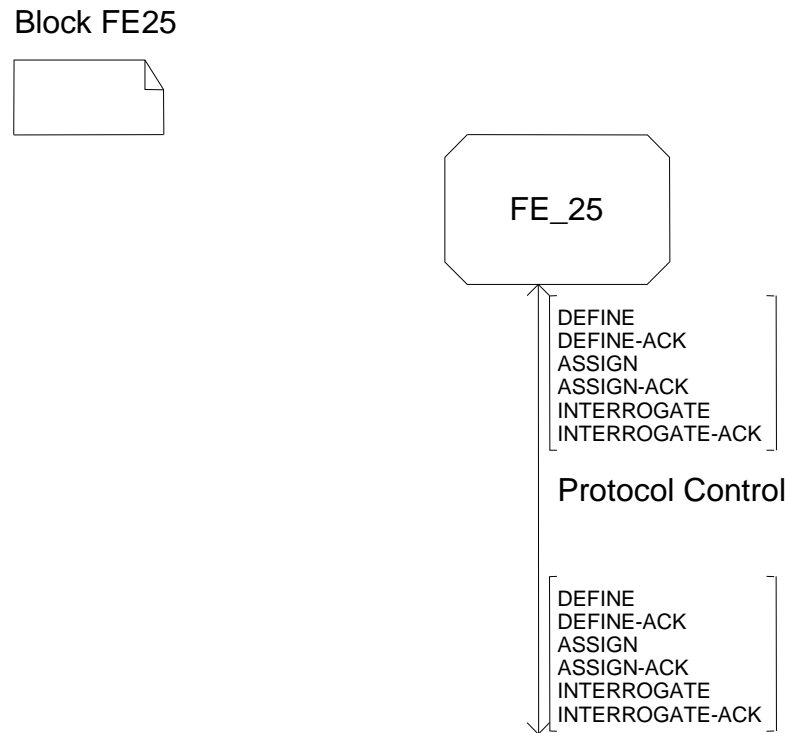 Block FE25
FE_25
DEFINE
DEFINE-ACK
ASSIGN
ASSIGN-ACK
INTERROGATE
INTERROGATE-ACK
Protocol Control
DEFINE
DEFINE-ACK
ASSIGN
ASSIGN-ACK
INTERROGATE
INTERROGATE-ACK